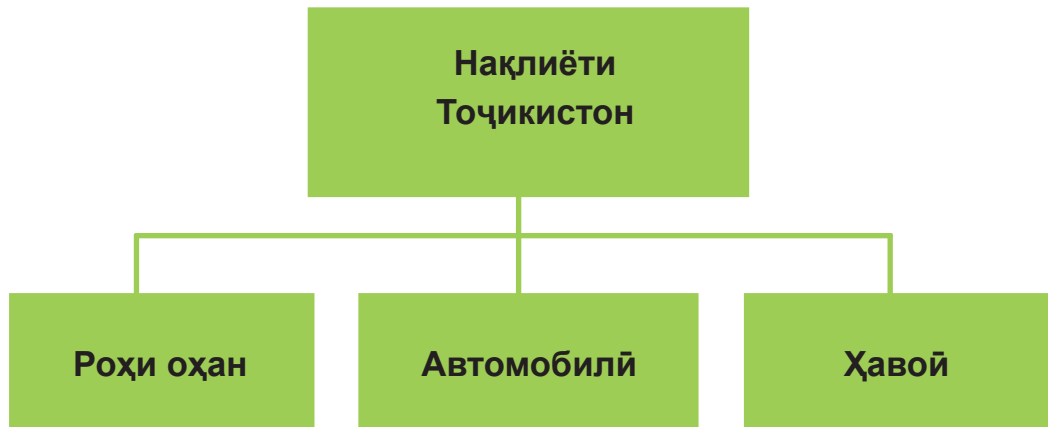 Нақлиёти
Тоҷикистон
Роҳи оҳан
Автомобилӣ
Ҳавоӣ